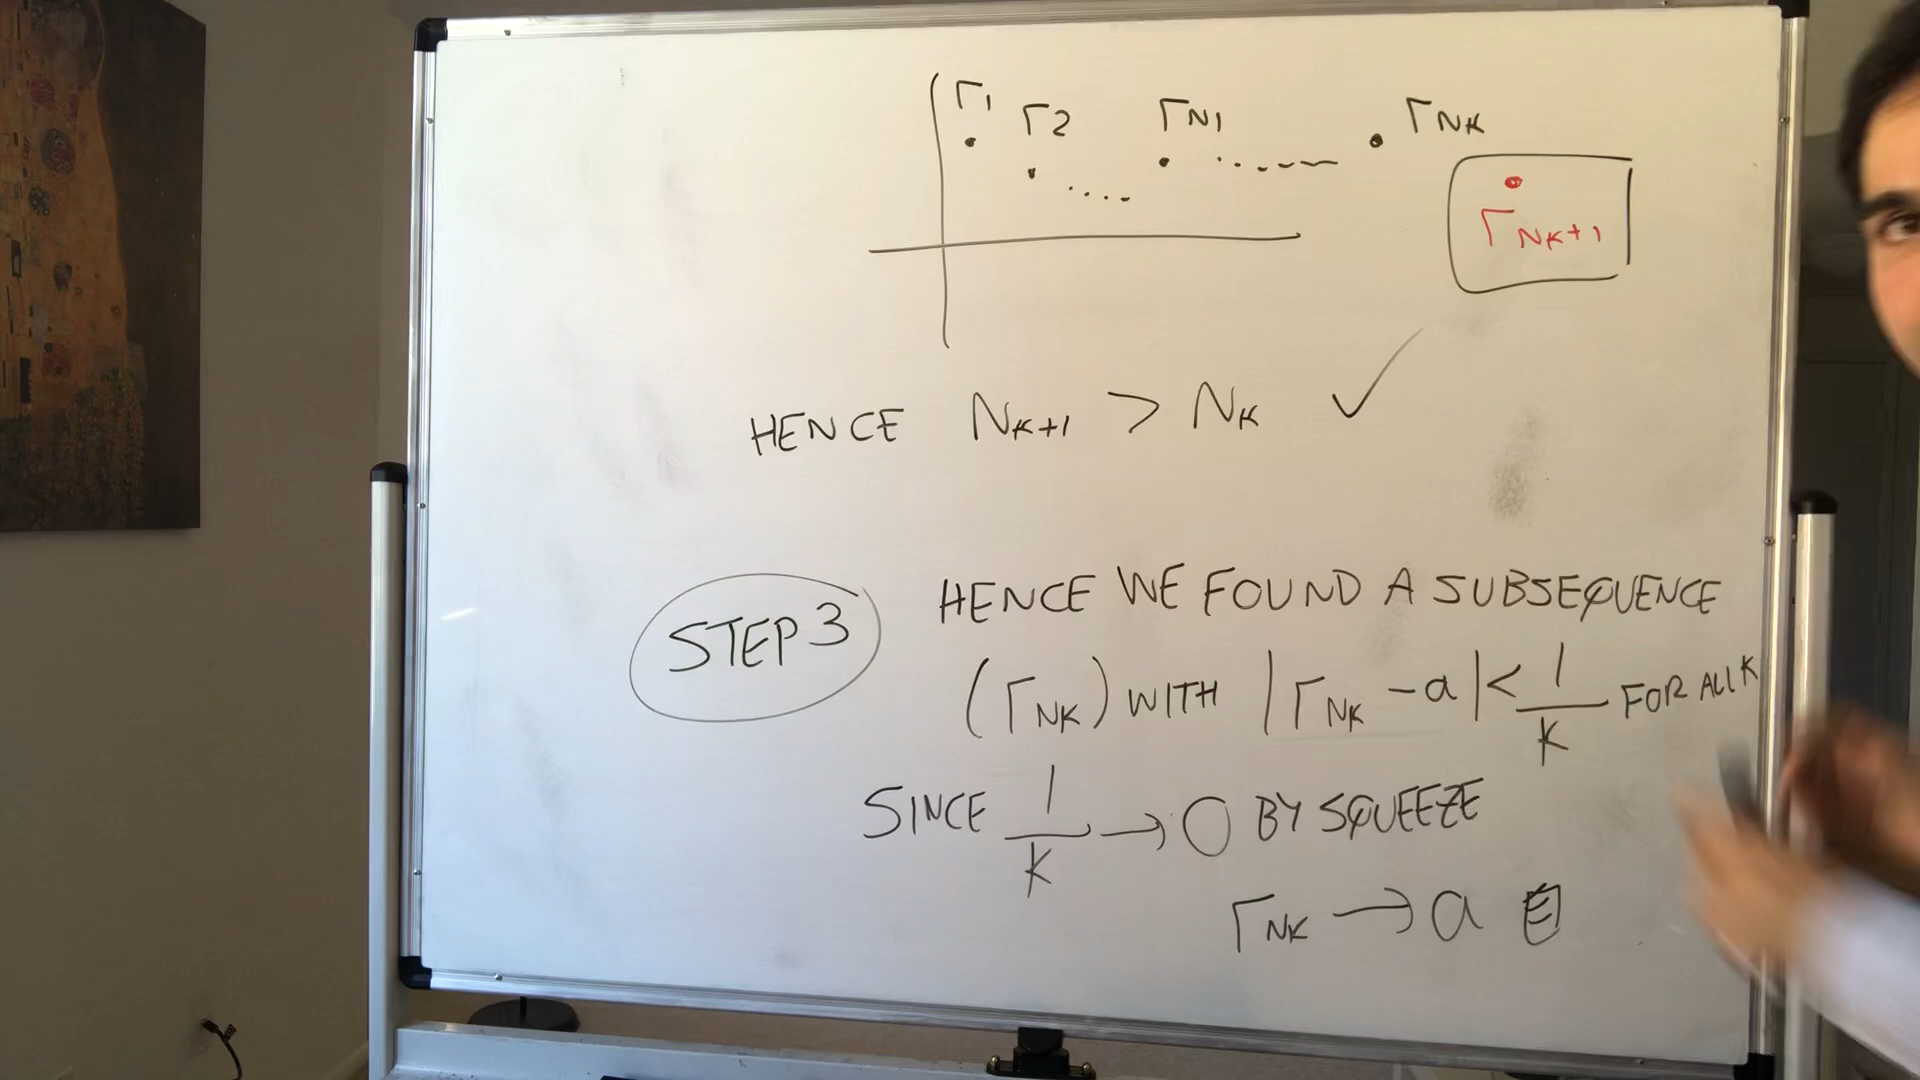 r1 r2 rN1 rNK
rNK+1
HENCE NK+1 > NK ✓
STEP 3
HENCE WE FOUND A SUBSEQUENCE
(rNK) WITH |rNK - a| < 1/K FOR ALL K
SINCE 1/K → 0 BY SQUEEZE
rNK → a